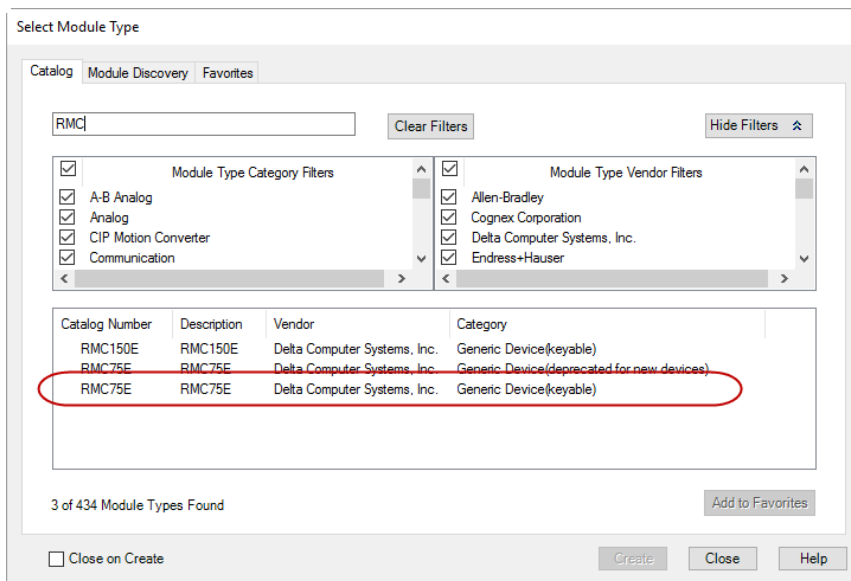 Select Module Type
Catalog Module Discovery Favorites
RMC Clear Filters Hide Filters
Module Type Category Filters Module Type Vendor Filters
A-B Analog Allen-Bradley
Analog Cognex Corporation
CIP Motion Converter Delta Computer Systems, Inc.
Communication Endress+Hauser
Catalog Number Description Vendor Category
RMC150E RMC150E Delta Computer Systems, Inc. Generic Device(keyable)
RMC75E RMC75E Delta Computer Systems, Inc. Generic Device(deprecated for new devices)
RMC75E RMC75E Delta Computer Systems, Inc. Generic Device(keyable)
3 of 434 Module Types Found Add to Favorites
Close on Create Create Close Help